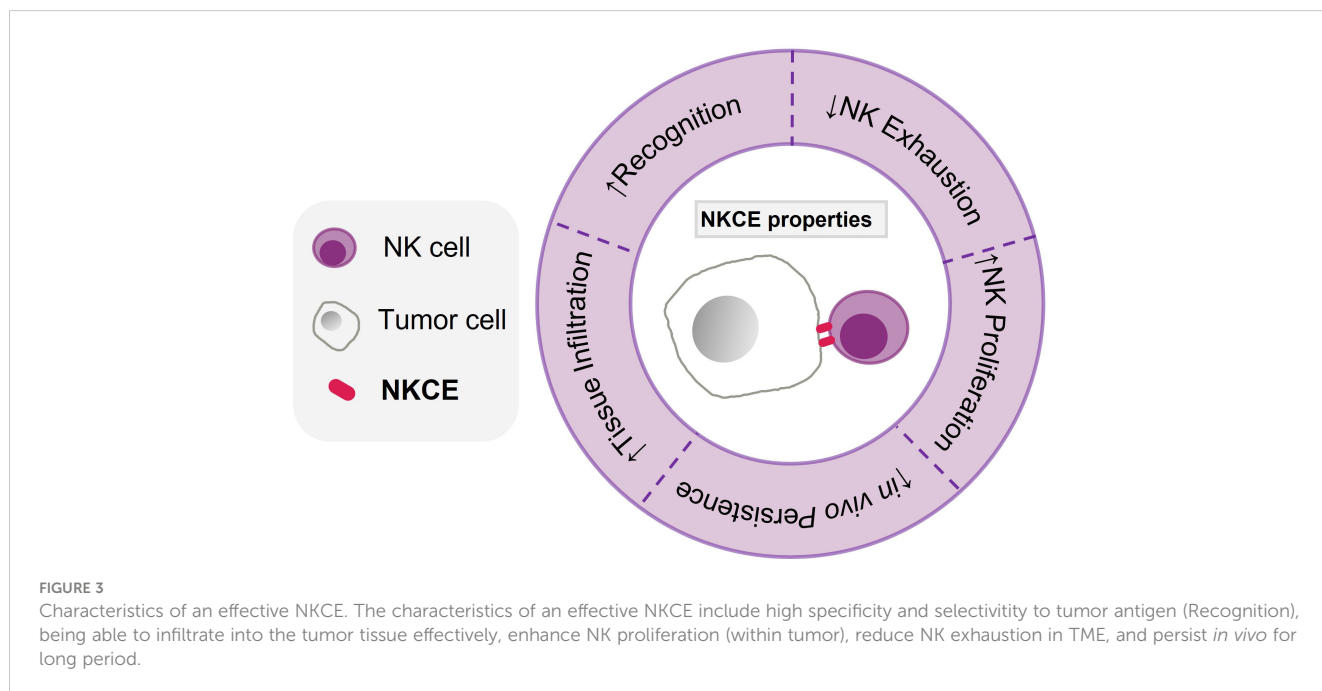 ↑Recognition
↓NK Exhaustion
↑NK Proliferation
↑in vivo Persistence
↑Tissue Infiltration
NKCE properties
NK cell
Tumor cell
NKCE
FIGURE 3
Characteristics of an effective NKCE. The characteristics of an effective NKCE include high specificity and selectivitity to tumor antigen (Recognition),
being able to infiltrate into the tumor tissue effectively, enhance NK proliferation (within tumor), reduce NK exhaustion in TME, and persist in vivo for
long period.